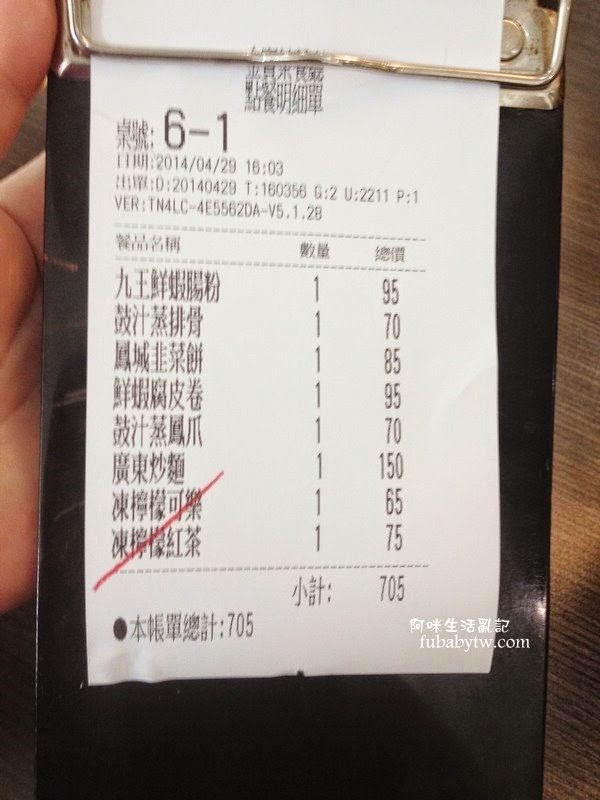 點餐明細單
桌號: 6-1
日期:2014/04/29 16:03
出單:D:20140429 T:160356 G:2 U:2211 P:1
VER:TN4LC-4E5562DA-V5.1.28
餐品名稱 數量 總價
九王鮮蝦腸粉 1 95
鼓汁蒸排骨 1 70
鳳城韭菜餅 1 85
鮮蝦腐皮卷 1 95
鼓汁蒸鳳爪 1 70
廣東炒麵 1 150
凍檸檬可樂 1 65
凍檸檬紅茶 1 75
小計: 705
●本帳單總計:705
阿咪生活亂記
fubabytw.com